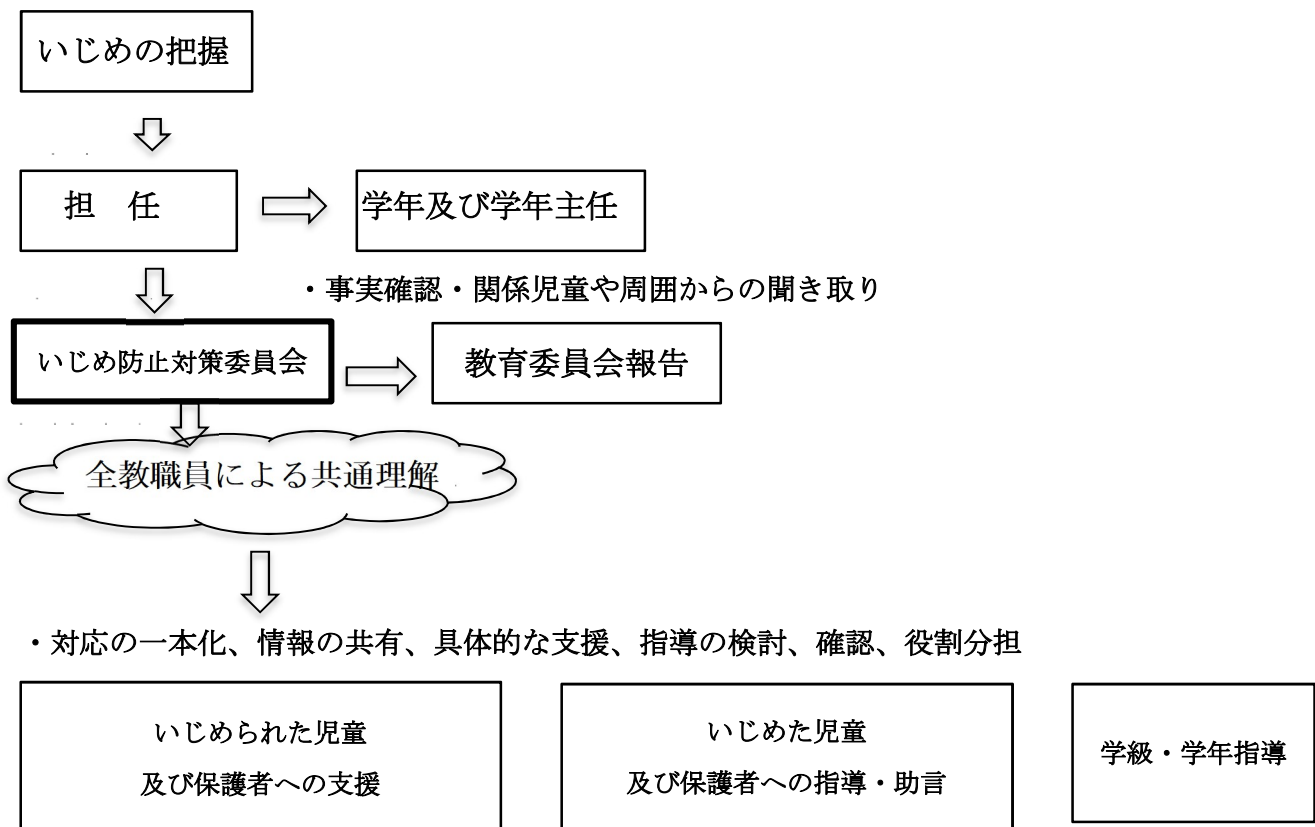 いじめの把握
担　任
学年及び学年主任
・事実確認・関係児童や周囲からの聞き取り
いじめ防止対策委員会
教育委員会報告
全教職員による共通理解
・対応の一本化、情報の共有、具体的な支援、指導の検討、確認、役割分担
いじめられた児童
及び保護者への支援
いじめた児童
及び保護者への指導・助言
学級・学年指導